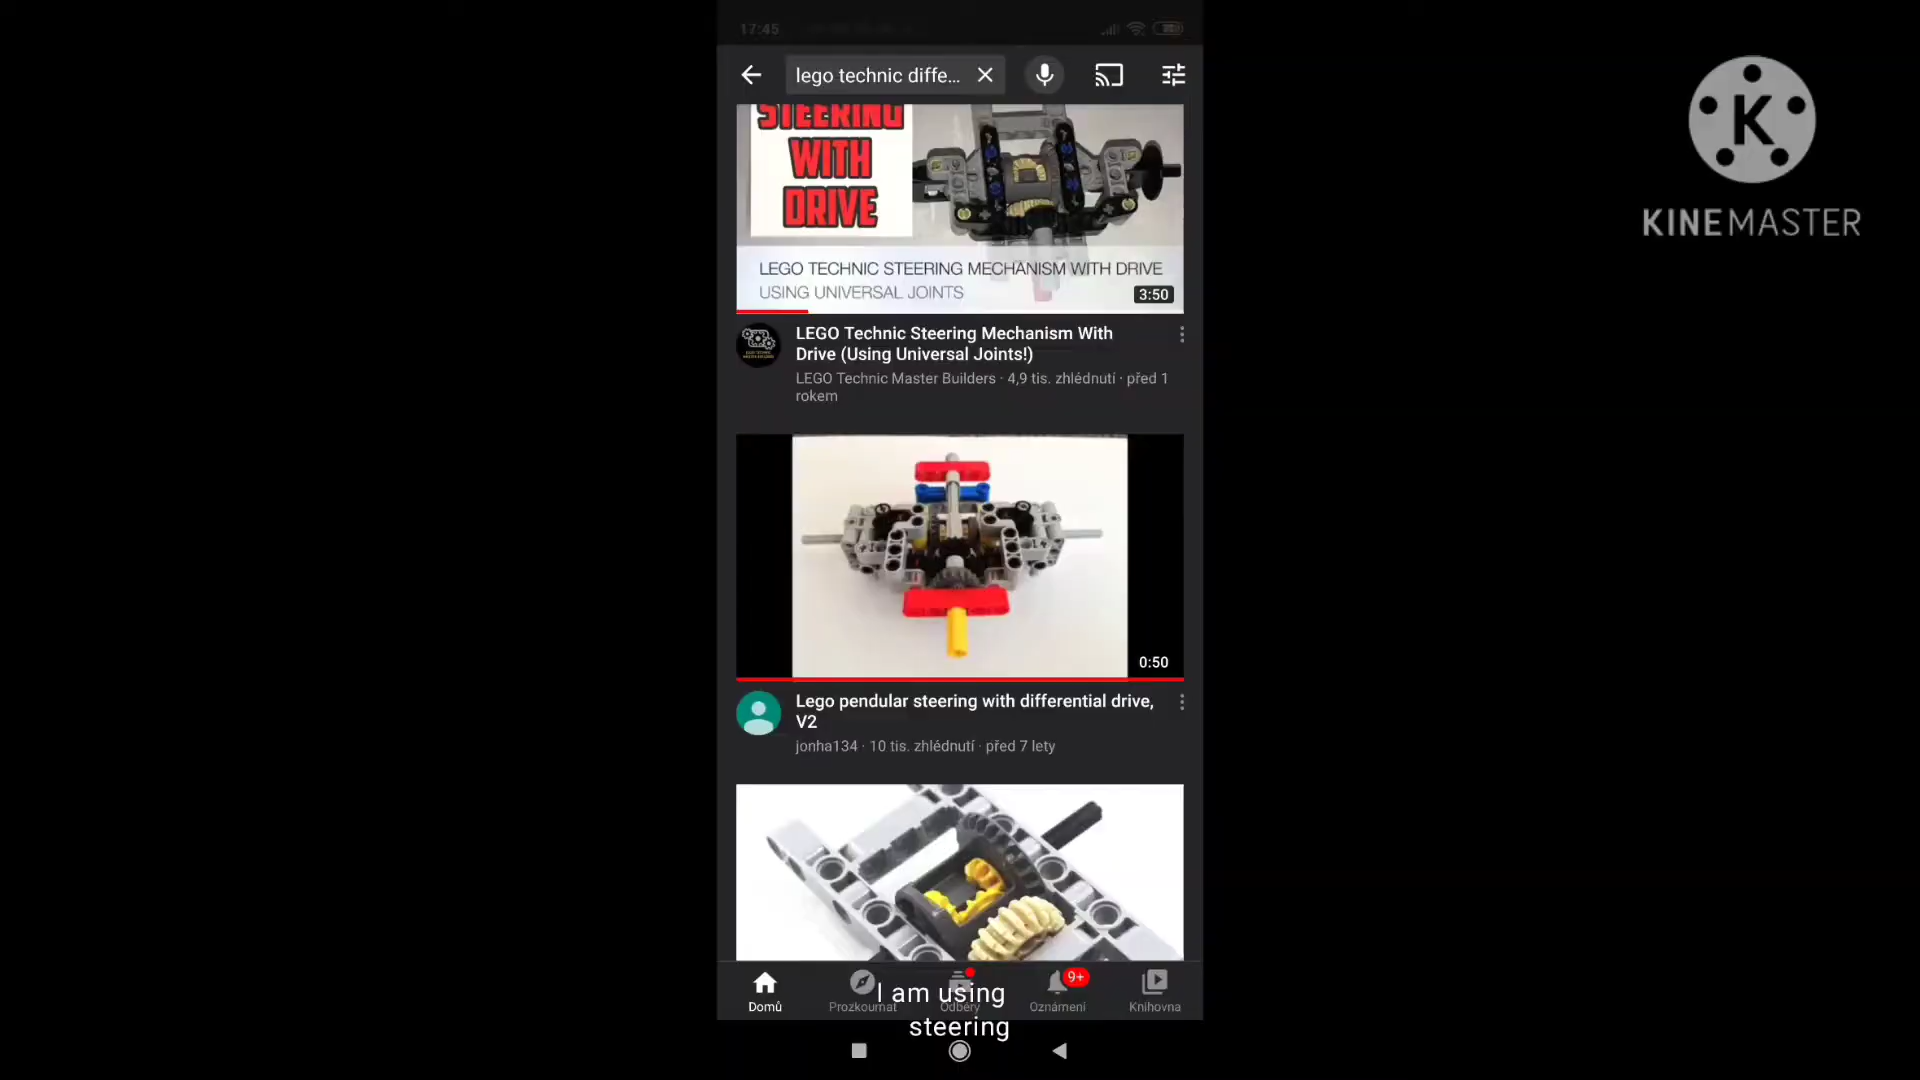 17:45
lego technic diffe...
STEERING
WITH
DRIVE
LEGO TECHNIC STEERING MECHANISM WITH DRIVE
USING UNIVERSAL JOINTS
3:50
LEGO Technic Steering Mechanism With
Drive (Using Universal Joints!)
LEGO Technic Master Builders · 4,9 tis. zhlédnutí · před 1
rokem
0:50
Lego pendular steering with differential drive,
V2
jonha134 · 10 tis. zhlédnutí · před 7 lety
9+
Domů
Prozkoumat
Odběry
Oznámení
Knihovna
I am using
steering
K
KINEMASTER